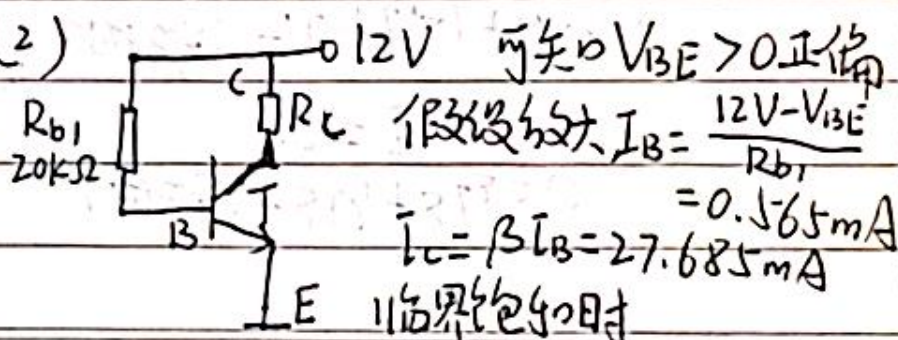 2) 12V 可知VBE>0正偏
C RC 假设放大 IB=(12V-VBE)/Rb1
Rb1
20kΩ =0.565mA
T
B IC=βIB=27.685mA
E 临界饱和时